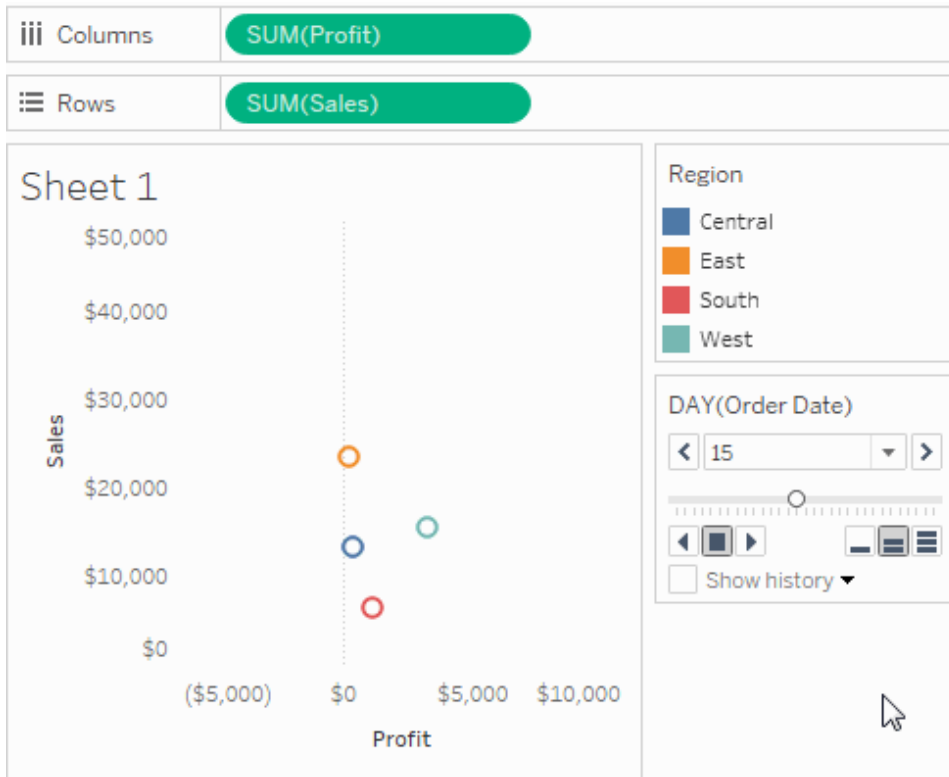 Columns SUM(Profit)
Rows SUM(Sales)
Sheet 1
$50,000
$40,000
$30,000
$20,000
$10,000
$0
Sales
($5,000) $0 $5,000 $10,000
Profit
Region
Central
East
South
West
DAY(Order Date)
15
Show history